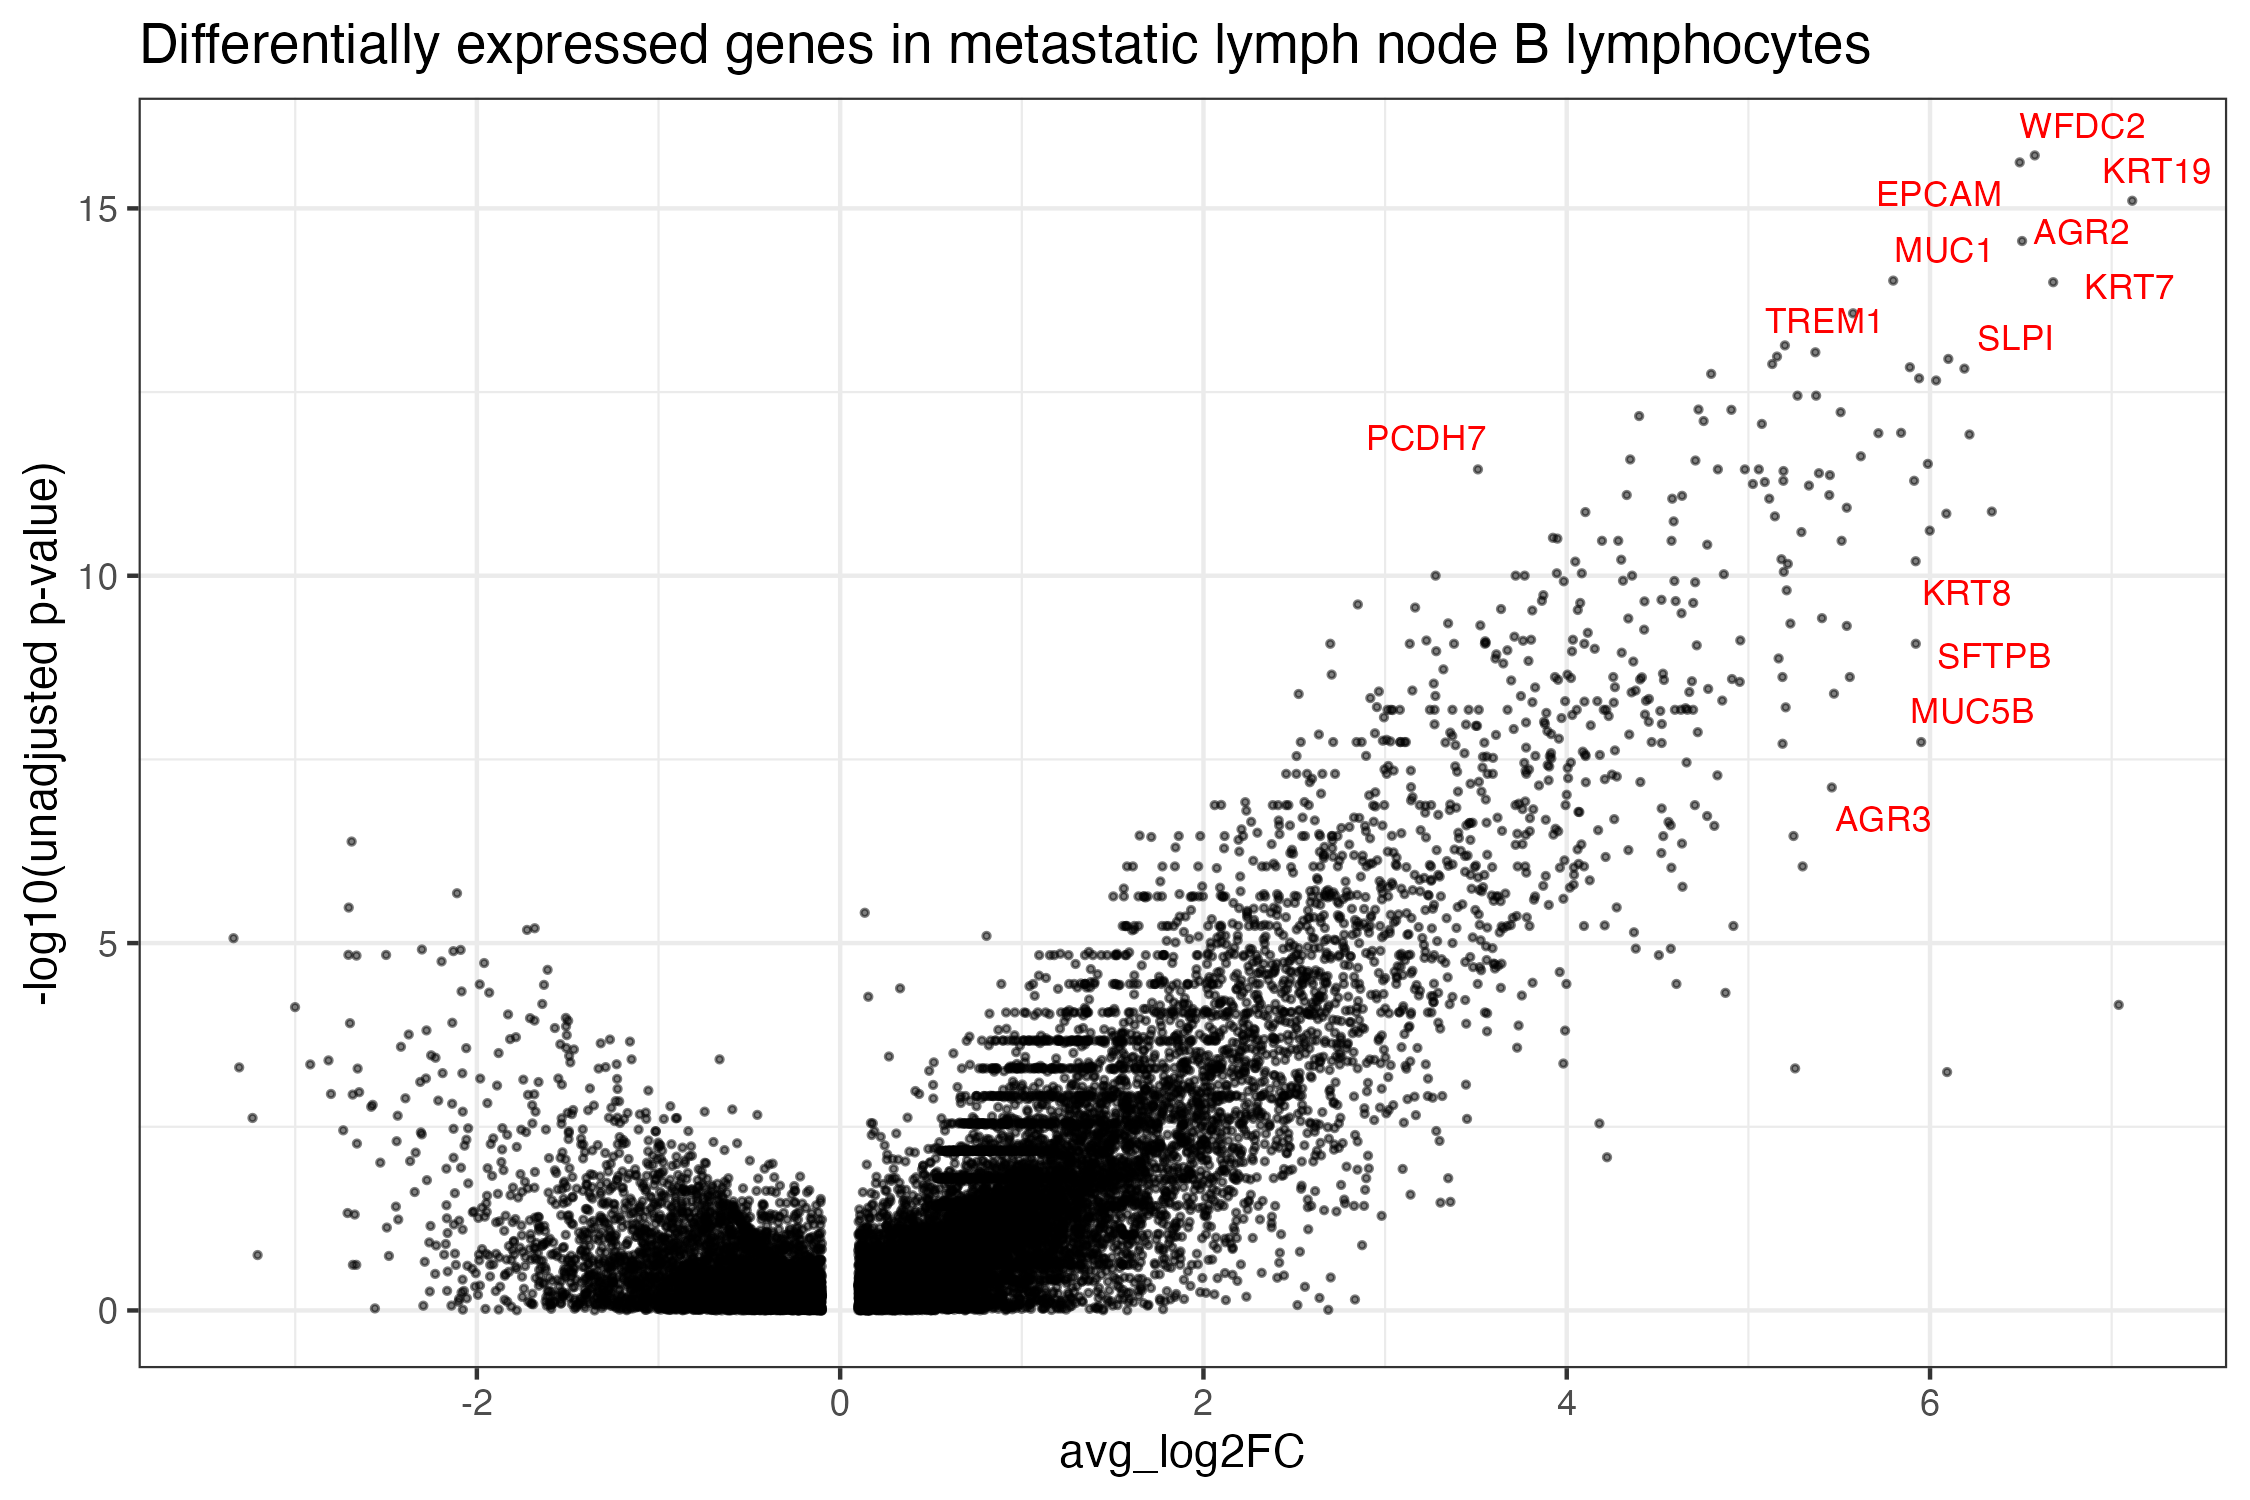 Differentially expressed genes in metastatic lymph node B lymphocytes
WFDC2
KRT19
EPCAM
AGR2
MUC1
KRT7
TREM1
SLPI
PCDH7
KRT8
SFTPB
MUC5B
AGR3
-log10(unadjusted p-value)
15
10
5
0
-2
0
2
4
6
avg_log2FC